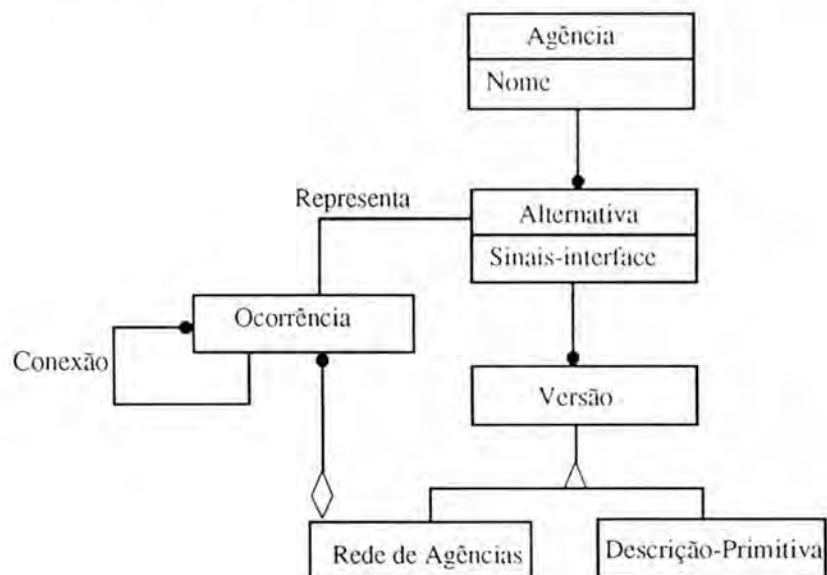 Agência
Nome
Representa
Alternativa
Sinais-interface
Ocorrência
Conexão
Versão
Rede de Agências
Descrição-Primitiva